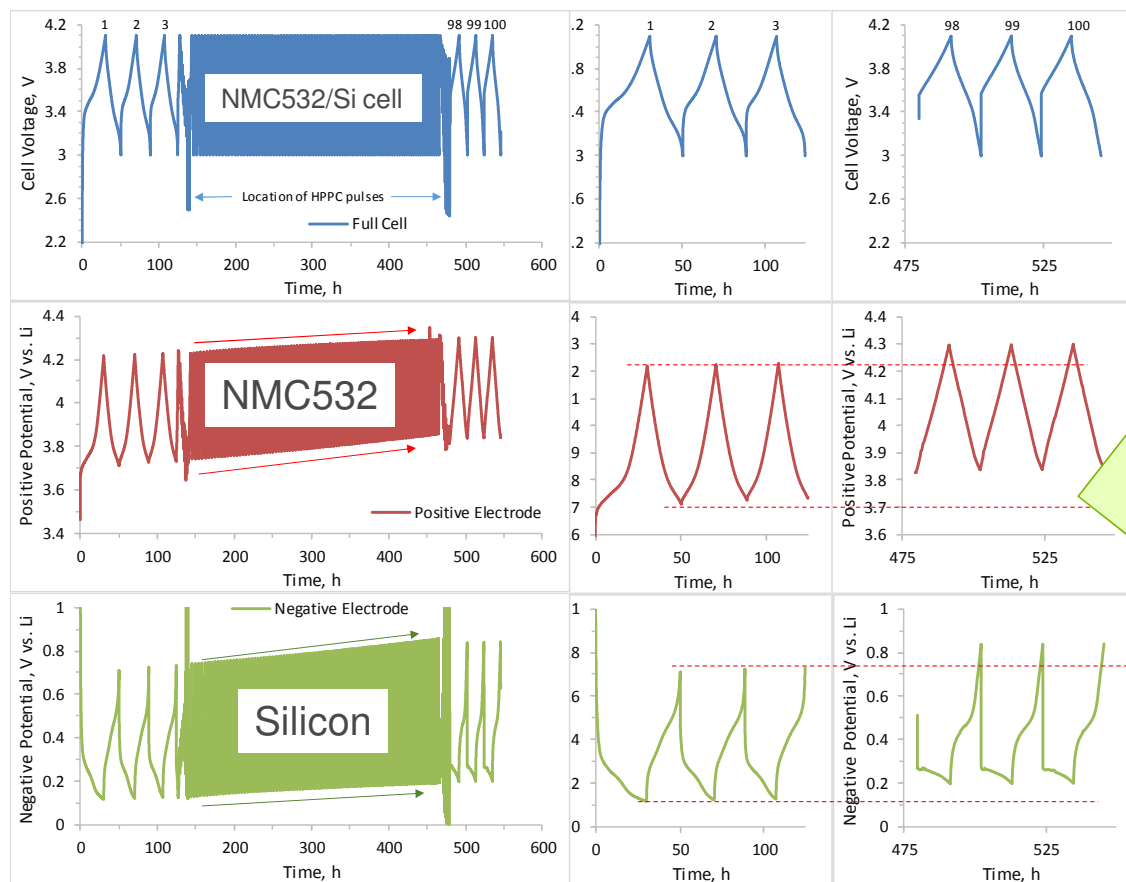 4.2
3.8
3.4
3
2.6
2.2
Cell Voltage, V
1 2 3
98 99 100
NMC532/Si cell
Location of HPPC pulses
Full Cell
0 100 200 300 400 500 600
Time, h
.2
.8
.4
3
.6
.2
1 2 3
0 50 100
Time, h
4.2
3.8
3.4
3
2.6
2.2
Cell Voltage, V
98 99 100
475 525
Time, h
4.4
4.2
4
3.8
3.6
3.4
Positive Potential, V vs. Li
NMC532
Positive Electrode
0 100 200 300 400 500 600
Time, h
3
2
1
4
8
7
6
0 50 100
Time, h
4.4
4.3
4.2
4.1
4
3.9
3.8
3.7
3.6
Positive Potential, V vs. Li
475 525
Time, h
1
0.8
0.6
0.4
0.2
0
Negative Potential, V vs. Li
Negative Electrode
Silicon
0 100 200 300 400 500 600
Time, h
1
8
6
4
2
0
0 50 100
Time, h
1
0.8
0.6
0.4
0.2
0
Negative Potential, V vs. Li
475 525
Time, h